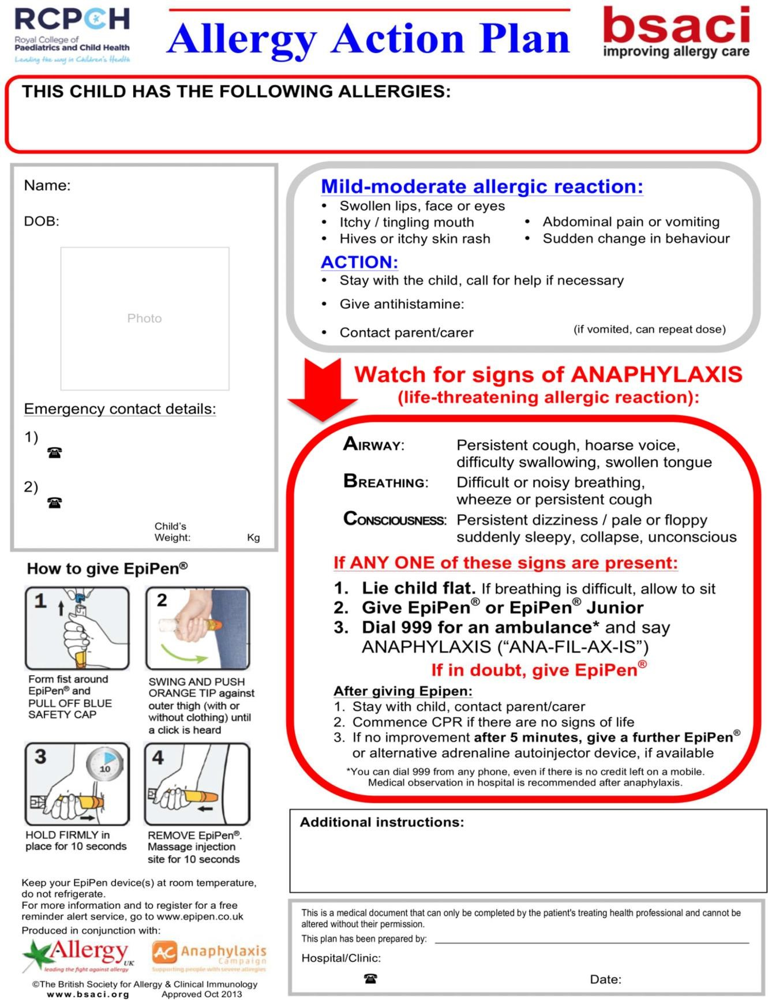 RCPCH
Royal College of
Paediatrics and Child Health
Leading the way in Children's Health
Allergy Action Plan
bsaci
improving allergy care
THIS CHILD HAS THE FOLLOWING ALLERGIES:
Name:
DOB:
Photo
Emergency contact details:
1)
☎
2)
☎
Child's
Weight: Kg
Mild-moderate allergic reaction:
• Swollen lips, face or eyes
• Itchy / tingling mouth
• Hives or itchy skin rash
• Abdominal pain or vomiting
• Sudden change in behaviour
ACTION:
• Stay with the child, call for help if necessary
• Give antihistamine:
• Contact parent/carer (if vomited, can repeat dose)
Watch for signs of ANAPHYLAXIS
(life-threatening allergic reaction):
AIRWAY: Persistent cough, hoarse voice,
difficulty swallowing, swollen tongue
BREATHING: Difficult or noisy breathing,
wheeze or persistent cough
CONSCIOUSNESS: Persistent dizziness / pale or floppy
suddenly sleepy, collapse, unconscious
If ANY ONE of these signs are present:
1. Lie child flat. If breathing is difficult, allow to sit
2. Give EpiPen® or EpiPen® Junior
3. Dial 999 for an ambulance* and say
ANAPHYLAXIS (“ANA-FIL-AX-IS”)
If in doubt, give EpiPen®
After giving Epipen:
1. Stay with child, contact parent/carer
2. Commence CPR if there are no signs of life
3. If no improvement after 5 minutes, give a further EpiPen®
or alternative adrenaline autoinjector device, if available
*You can dial 999 from any phone, even if there is no credit left on a mobile.
Medical observation in hospital is recommended after anaphylaxis.
How to give EpiPen®
1
Form fist around
EpiPen® and
PULL OFF BLUE
SAFETY CAP
2
SWING AND PUSH
ORANGE TIP against
outer thigh (with or
without clothing) until
a click is heard
3
10
HOLD FIRMLY in
place for 10 seconds
4
REMOVE EpiPen®.
Massage injection
site for 10 seconds
Keep your EpiPen device(s) at room temperature,
do not refrigerate.
For more information and to register for a free
reminder alert service, go to www.epipen.co.uk
Produced in conjunction with:
Allergy UK
leading the fight against allergy
AC Anaphylaxis
Campaign
Supporting people with severe allergies
©The British Society for Allergy & Clinical Immunology
www.bsaci.org Approved Oct 2013
Additional instructions:
This is a medical document that can only be completed by the patient's treating health professional and cannot be
altered without their permission.
This plan has been prepared by:
Hospital/Clinic:
☎ Date: